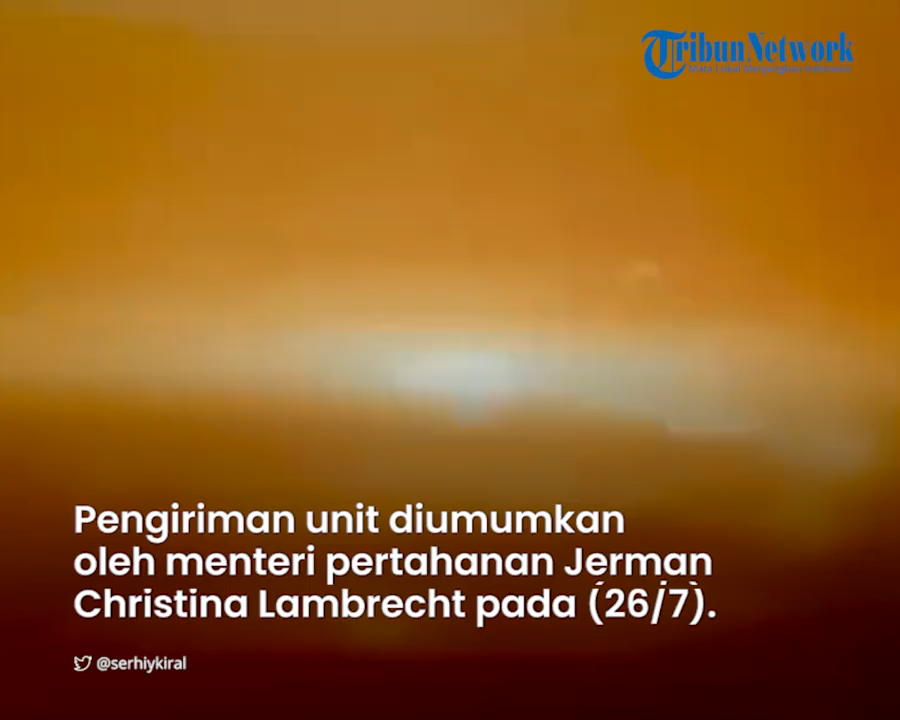 TribunNetwork
Pengiriman unit diumumkan
oleh menteri pertahanan Jerman
Christina Lambrecht pada (26/7).
@serhiykiral